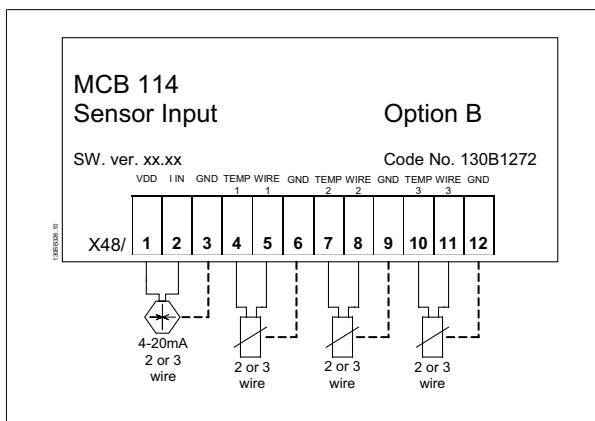 MCB 114
Sensor Input Option B
SW. ver. xx.xx Code No. 130B1272
VDD I IN GND TEMP 1 WIRE 1 GND TEMP 2 WIRE 2 GND TEMP 3 WIRE 3 GND
X48/ 1 2 3 4 5 6 7 8 9 10 11 12
130BB326.10
4-20mA
2 or 3
wire
2 or 3
wire
2 or 3
wire
2 or 3
wire